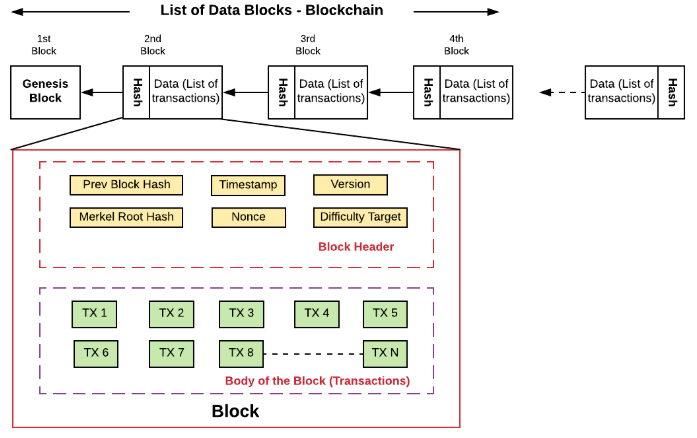 List of Data Blocks - Blockchain
1st
Block
2nd
Block
3rd
Block
4th
Block
Genesis
Block
Hash
Data (List of
transactions)
Hash
Data (List of
transactions)
Hash
Data (List of
transactions)
Data (List of
transactions)
Hash
Prev Block Hash
Timestamp
Version
Merkel Root Hash
Nonce
Difficulty Target
Block Header
TX 1
TX 2
TX 3
TX 4
TX 5
TX 6
TX 7
TX 8
TX N
Body of the Block (Transactions)
Block